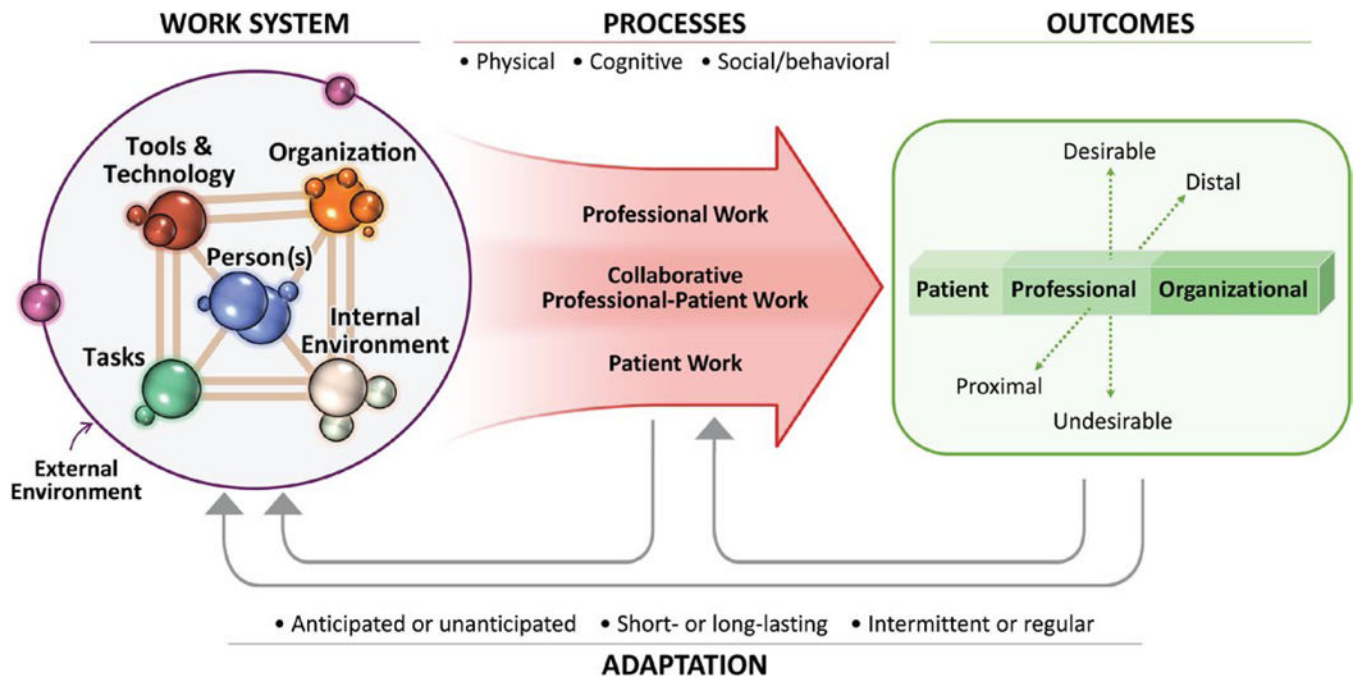 WORK SYSTEM
PROCESSES
OUTCOMES
• Physical • Cognitive • Social/behavioral
Tools &
Technology
Organization
Person(s)
Internal
Environment
Tasks
External
Environment
Professional Work
Collaborative
Professional-Patient Work
Patient Work
Desirable
Distal
Patient Professional Organizational
Proximal
Undesirable
• Anticipated or unanticipated • Short- or long-lasting • Intermittent or regular
ADAPTATION